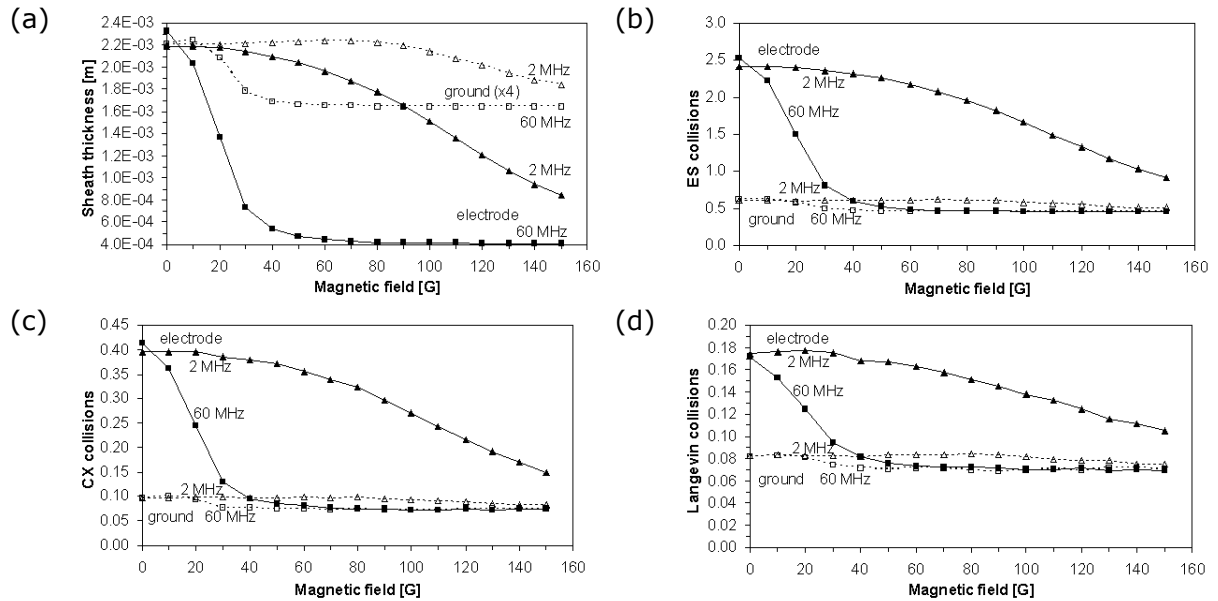 (a)
Sheath thickness [m]
2.4E-03
2.2E-03
2.0E-03
1.8E-03
1.6E-03
1.4E-03
1.2E-03
1.0E-03
8.0E-04
6.0E-04
4.0E-04
2 MHz
ground (x4)
60 MHz
2 MHz
electrode
60 MHz
0 20 40 60 80 100 120 140 160
Magnetic field [G]
(b)
ES collisions
3.0
2.5
2.0
1.5
1.0
0.5
0.0
electrode
2 MHz
60 MHz
2 MHz
ground
60 MHz
0 20 40 60 80 100 120 140 160
Magnetic field [G]
(c)
CX collisions
0.45
0.40
0.35
0.30
0.25
0.20
0.15
0.10
0.05
0.00
electrode
2 MHz
60 MHz
2 MHz
ground
60 MHz
0 20 40 60 80 100 120 140 160
Magnetic field [G]
(d)
Langevin collisions
0.20
0.18
0.16
0.14
0.12
0.10
0.08
0.06
0.04
0.02
0.00
electrode
2 MHz
60 MHz
2 MHz
ground
60 MHz
0 20 40 60 80 100 120 140 160
Magnetic field [G]